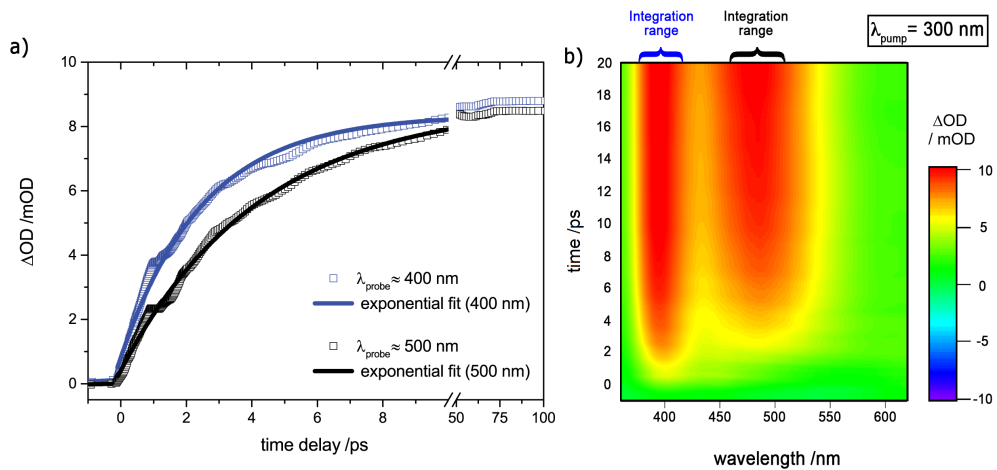 a)
ΔOD /mOD
10
8
6
4
2
0
0
2
4
6
8
50
75
100
time delay /ps
λprobe≈ 400 nm
exponential fit (400 nm)
λprobe≈ 500 nm
exponential fit (500 nm)
b)
Integration
range
Integration
range
λpump= 300 nm
time /ps
20
18
16
14
12
10
8
6
4
2
0
400
450
500
550
600
wavelength /nm
ΔOD
/ mOD
10
5
0
-5
-10